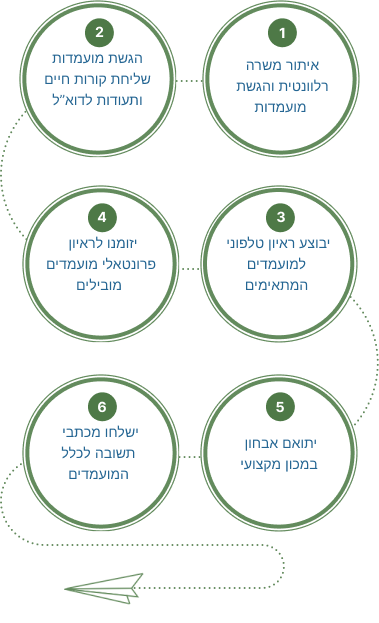 1
איתור משרה
רלוונטית והגשת
מועמדות
2
הגשת מועמדות
שליחת קורות חיים
ותעודות לדוא״ל
3
יבוצע ראיון טלפוני
למועמדים
המתאימים
4
יזומנו לראיון
פרונטאלי מועמדים
מובילים
5
יתואם אבחון
במכון מקצועי
6
ישלחו מכתבי
תשובה לכלל
המועמדים